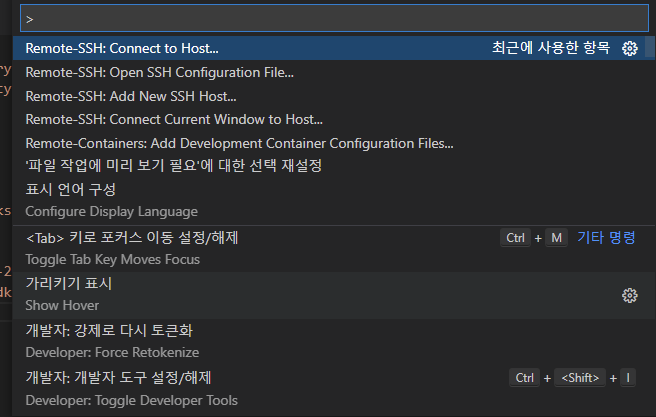 >
Remote-SSH: Connect to Host... 최근에 사용한 항목
Remote-SSH: Open SSH Configuration File...
Remote-SSH: Add New SSH Host...
Remote-SSH: Connect Current Window to Host...
Remote-Containers: Add Development Container Configuration Files...
'파일 작업에 미리 보기 필요'에 대한 선택 재설정
표시 언어 구성
Configure Display Language
<Tab> 키로 포커스 이동 설정/해제 Ctrl + M 기타 명령
Toggle Tab Key Moves Focus
가리키기 표시
Show Hover
개발자: 강제로 다시 토큰화
Developer: Force Retokenize
개발자: 개발자 도구 설정/해제 Ctrl + <Shift> + I
Developer: Toggle Developer Tools
ry
ty
ks
-2
dk